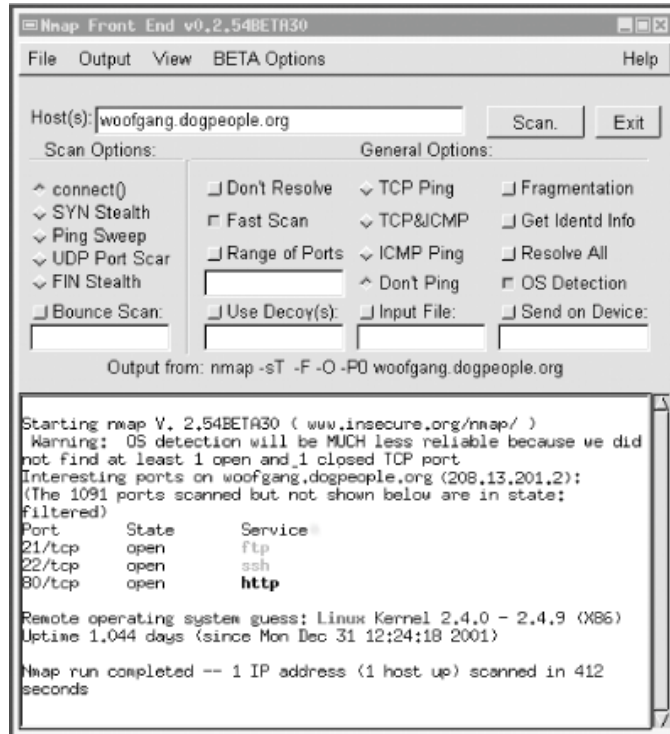 Nmap Front End v0.2.54BETA30
File Output View BETA Options Help
Host(s): woofgang.dogpeople.org Scan. Exit
Scan Options: General Options:
connect() Don't Resolve TCP Ping Fragmentation
SYN Stealth Fast Scan TCP&ICMP Get Identd Info
Ping Sweep Range of Ports ICMP Ping Resolve All
UDP Port Scar Don't Ping OS Detection
FIN Stealth
Bounce Scan: Use Decoy(s): Input File: Send on Device:
Output from: nmap -sT -F -O -P0 woofgang.dogpeople.org
Starting nmap V. 2.54BETA30 ( www.insecure.org/nmap/ )
Warning: OS detection will be MUCH less reliable because we did
not find at least 1 open and 1 closed TCP port
Interesting ports on woofgang.dogpeople.org (208.13.201.2):
(The 1091 ports scanned but not shown below are in state:
filtered)
Port State Service
21/tcp open ftp
22/tcp open ssh
80/tcp open http
Remote operating system guess: Linux Kernel 2.4.0 - 2.4.9 (X86)
Uptime 1.044 days (since Mon Dec 31 12:24:18 2001)
Nmap run completed -- 1 IP address (1 host up) scanned in 412
seconds